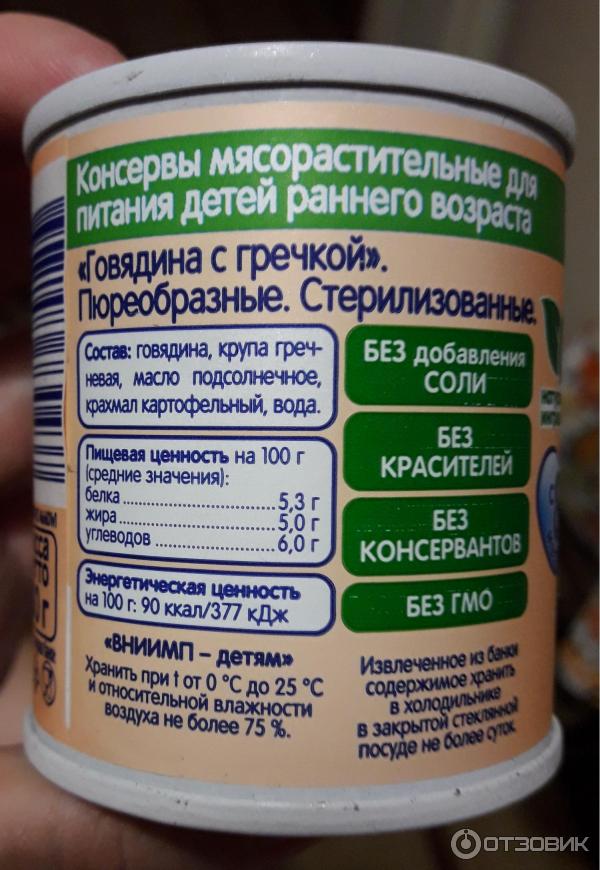 Консервы мясорастительные для
питания детей раннего возраста
«Говядина с гречкой».
Пюреобразные. Стерилизованные.
Состав: говядина, крупа греч-
невая, масло подсолнечное,
крахмал картофельный, вода.
Пищевая ценность на 100 г
(средние значения):
белка ........................ 5,3 г
жира ......................... 5,0 г
углеводов ................... 6,0 г
Энергетическая ценность
на 100 г: 90 ккал/377 кДж
«ВНИИМП – детям»
Хранить при t от 0 °C до 25 °C
и относительной влажности
воздуха не более 75 %.
БЕЗ добавления
СОЛИ
БЕЗ
КРАСИТЕЛЕЙ
БЕЗ
КОНСЕРВАНТОВ
БЕЗ ГМО
Извлеченное из банки
содержимое хранить
в холодильнике
в закрытой стеклянной
посуде не более суток.
ОТЗОВИК